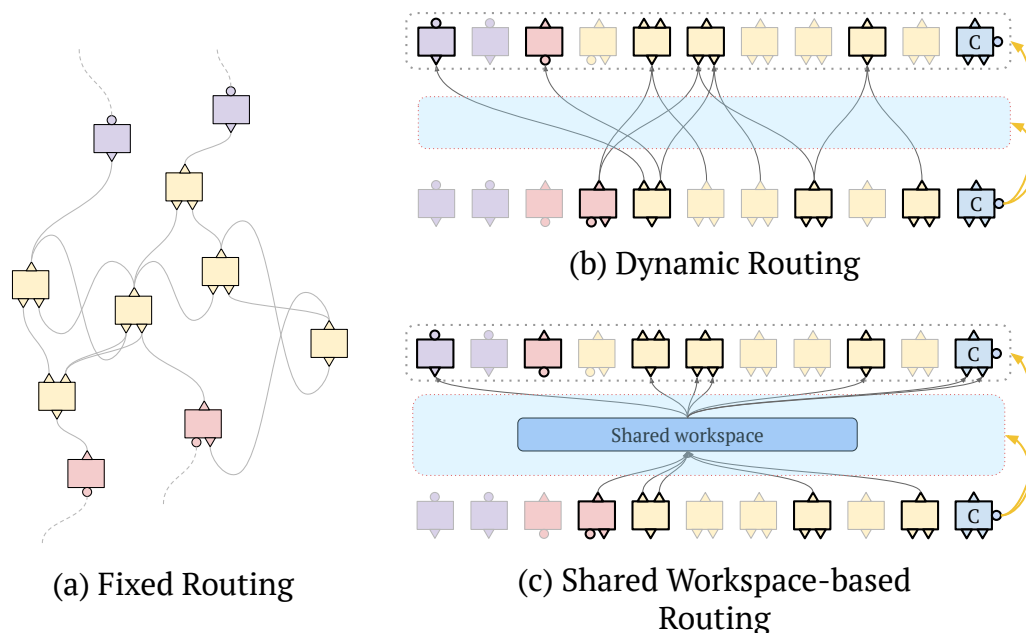 C
C
(b) Dynamic Routing
C
Shared workspace
C
(a) Fixed Routing
(c) Shared Workspace-based
Routing